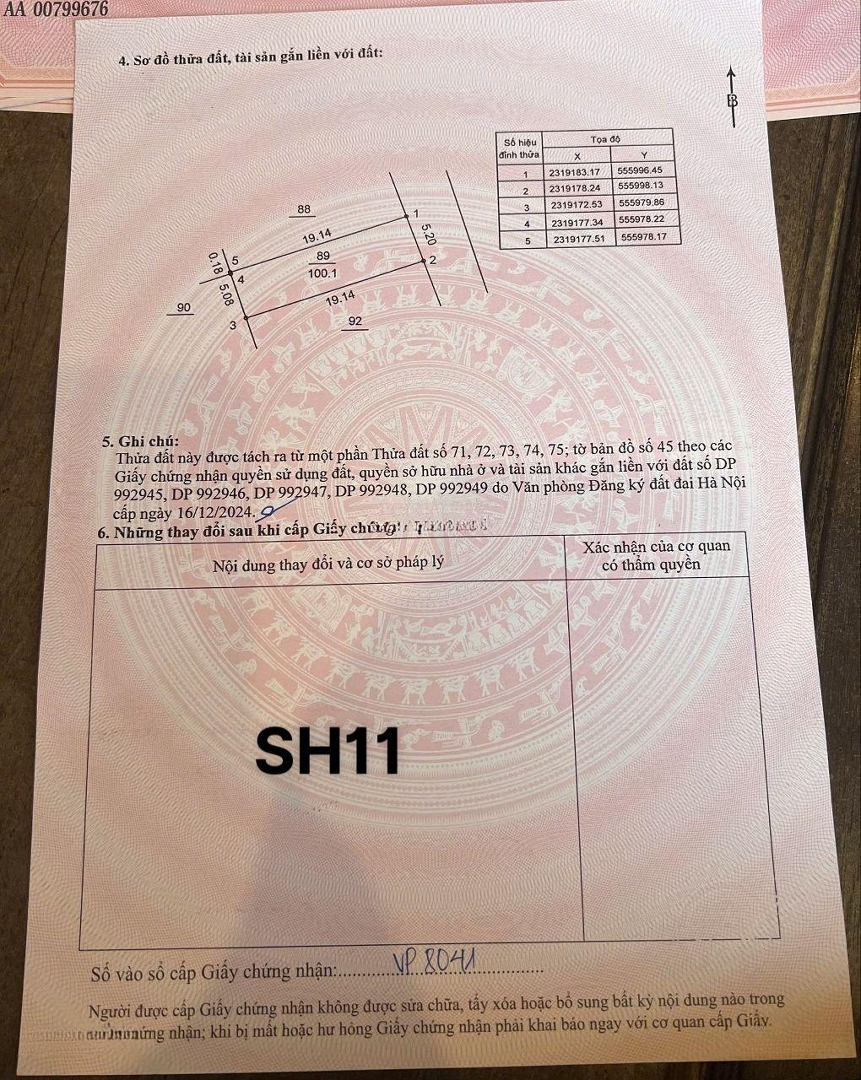 AA 00799676
4. Sơ đồ thửa đất, tài sản gắn liền với đất:
B
Số hiệu đỉnh thửa Tọa độ
X Y
1 2319183.17 555996.45
2 2319178.24 555998.13
3 2319172.53 555979.86
4 2319177.34 555978.22
5 2319177.51 555978.17
88
1
19.14
5.20
0.18
5
89
2
4
100.1
5.08
19.14
90
3
92
5. Ghi chú:
Thửa đất này được tách ra từ một phần Thửa đất số 71, 72, 73, 74, 75; tờ bản đồ số 45 theo các
Giấy chứng nhận quyền sử dụng đất, quyền sở hữu nhà ở và tài sản khác gắn liền với đất số DP
992945, DP 992946, DP 992947, DP 992948, DP 992949 do Văn phòng Đăng ký đất đai Hà Nội
cấp ngày 16/12/2024.
6. Những thay đổi sau khi cấp Giấy chứng
Nội dung thay đổi và cơ sở pháp lý
Xác nhận của cơ quan
có thẩm quyền
SH11
Số vào sổ cấp Giấy chứng nhận:..............VP 8041..................
Người được cấp Giấy chứng nhận không được sửa chữa, tẩy xóa hoặc bổ sung bất kỳ nội dung nào trong
nhận; khi bị mất hoặc hư hỏng Giấy chứng nhận phải khai báo ngay với cơ quan cấp Giấy.